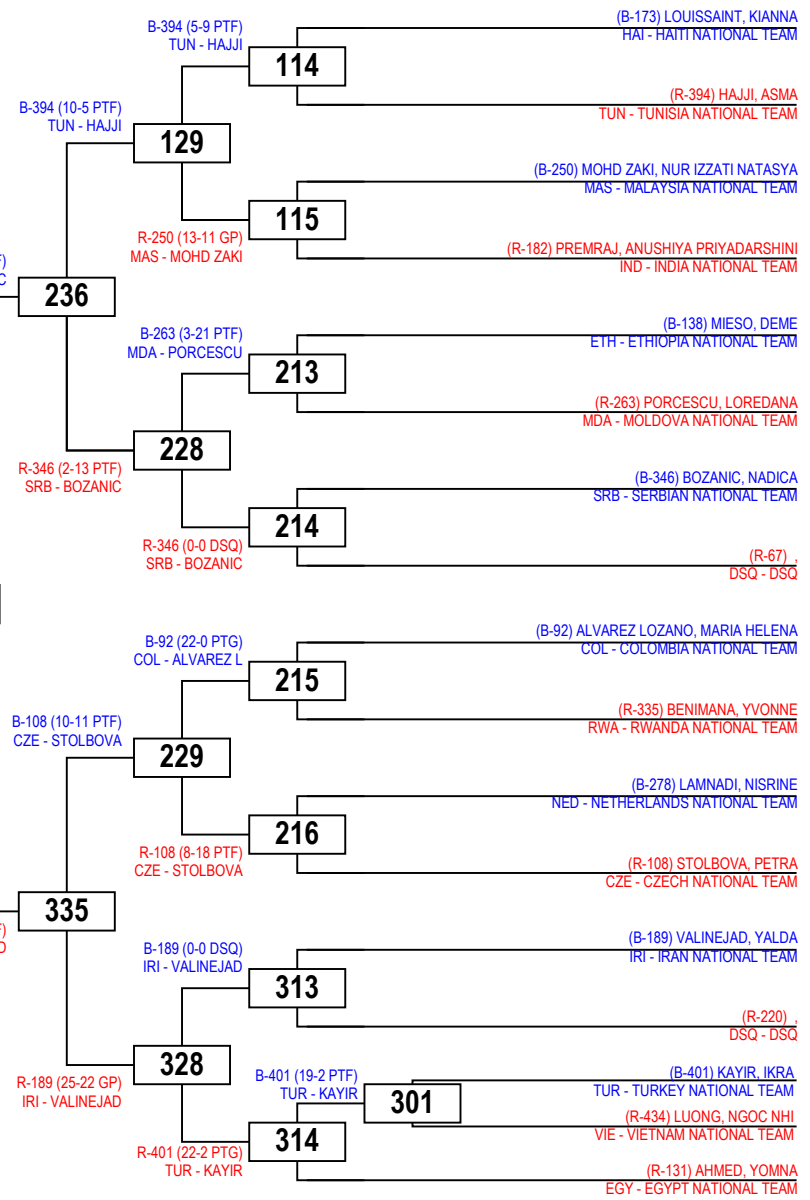 (B-173) LOUISSAINT, KIANNA
HAI - HAITI NATIONAL TEAM
B-394 (5-9 PTF)
TUN - HAJJI
114
(R-394) HAJJI, ASMA
TUN - TUNISIA NATIONAL TEAM
B-394 (10-5 PTF)
TUN - HAJJI
129
(B-250) MOHD ZAKI, NUR IZZATI NATASYA
MAS - MALAYSIA NATIONAL TEAM
115
R-250 (13-11 GP)
MAS - MOHD ZAKI
(R-182) PREMRAJ, ANUSHIYA PRIYADARSHINI
IND - INDIA NATIONAL TEAM
)
C
236
B-263 (3-21 PTF)
MDA - PORCESCU
(B-138) MIESO, DEME
ETH - ETHIOPIA NATIONAL TEAM
213
(R-263) PORCESCU, LOREDANA
MDA - MOLDOVA NATIONAL TEAM
228
R-346 (2-13 PTF)
SRB - BOZANIC
(B-346) BOZANIC, NADICA
SRB - SERBIAN NATIONAL TEAM
214
R-346 (0-0 DSQ)
SRB - BOZANIC
(R-67) ,
DSQ - DSQ
B-92 (22-0 PTG)
COL - ALVAREZ L
(B-92) ALVAREZ LOZANO, MARIA HELENA
COL - COLOMBIA NATIONAL TEAM
215
(R-335) BENIMANA, YVONNE
RWA - RWANDA NATIONAL TEAM
B-108 (10-11 PTF)
CZE - STOLBOVA
229
(B-278) LAMNADI, NISRINE
NED - NETHERLANDS NATIONAL TEAM
216
R-108 (8-18 PTF)
CZE - STOLBOVA
(R-108) STOLBOVA, PETRA
CZE - CZECH NATIONAL TEAM
335
)
D
B-189 (0-0 DSQ)
IRI - VALINEJAD
(B-189) VALINEJAD, YALDA
IRI - IRAN NATIONAL TEAM
313
(R-220) ,
DSQ - DSQ
328
R-189 (25-22 GP)
IRI - VALINEJAD
B-401 (19-2 PTF)
TUR - KAYIR
301
(B-401) KAYIR, IKRA
TUR - TURKEY NATIONAL TEAM
(R-434) LUONG, NGOC NHI
VIE - VIETNAM NATIONAL TEAM
314
R-401 (22-2 PTG)
TUR - KAYIR
(R-131) AHMED, YOMNA
EGY - EGYPT NATIONAL TEAM